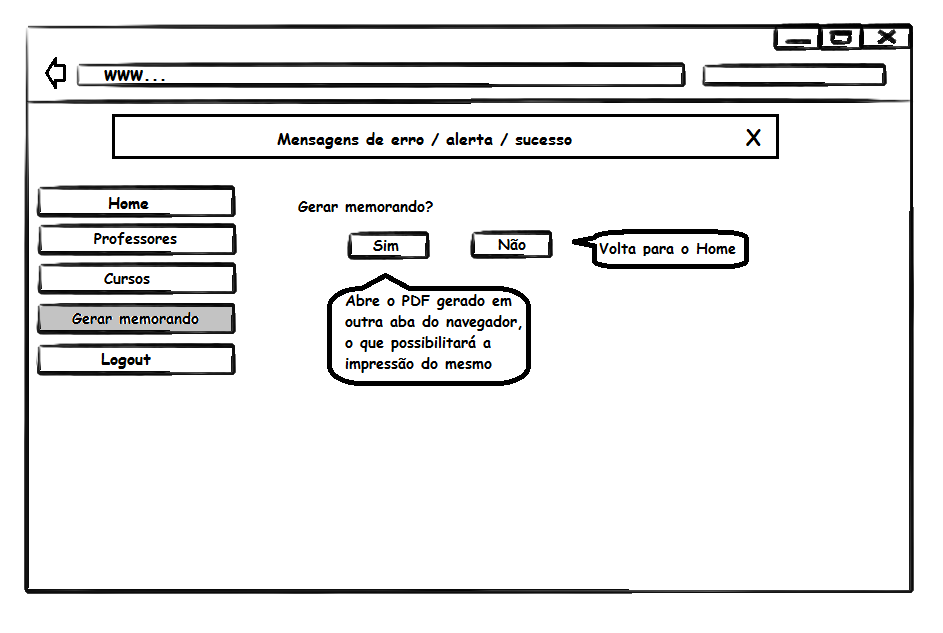 www...
Mensagens de erro / alerta / sucesso X
Home
Professores
Cursos
Gerar memorando
Logout
Gerar memorando?
Sim
Não
Volta para o Home
Abre o PDF gerado em
outra aba do navegador,
o que possibilitará a
impressão do mesmo